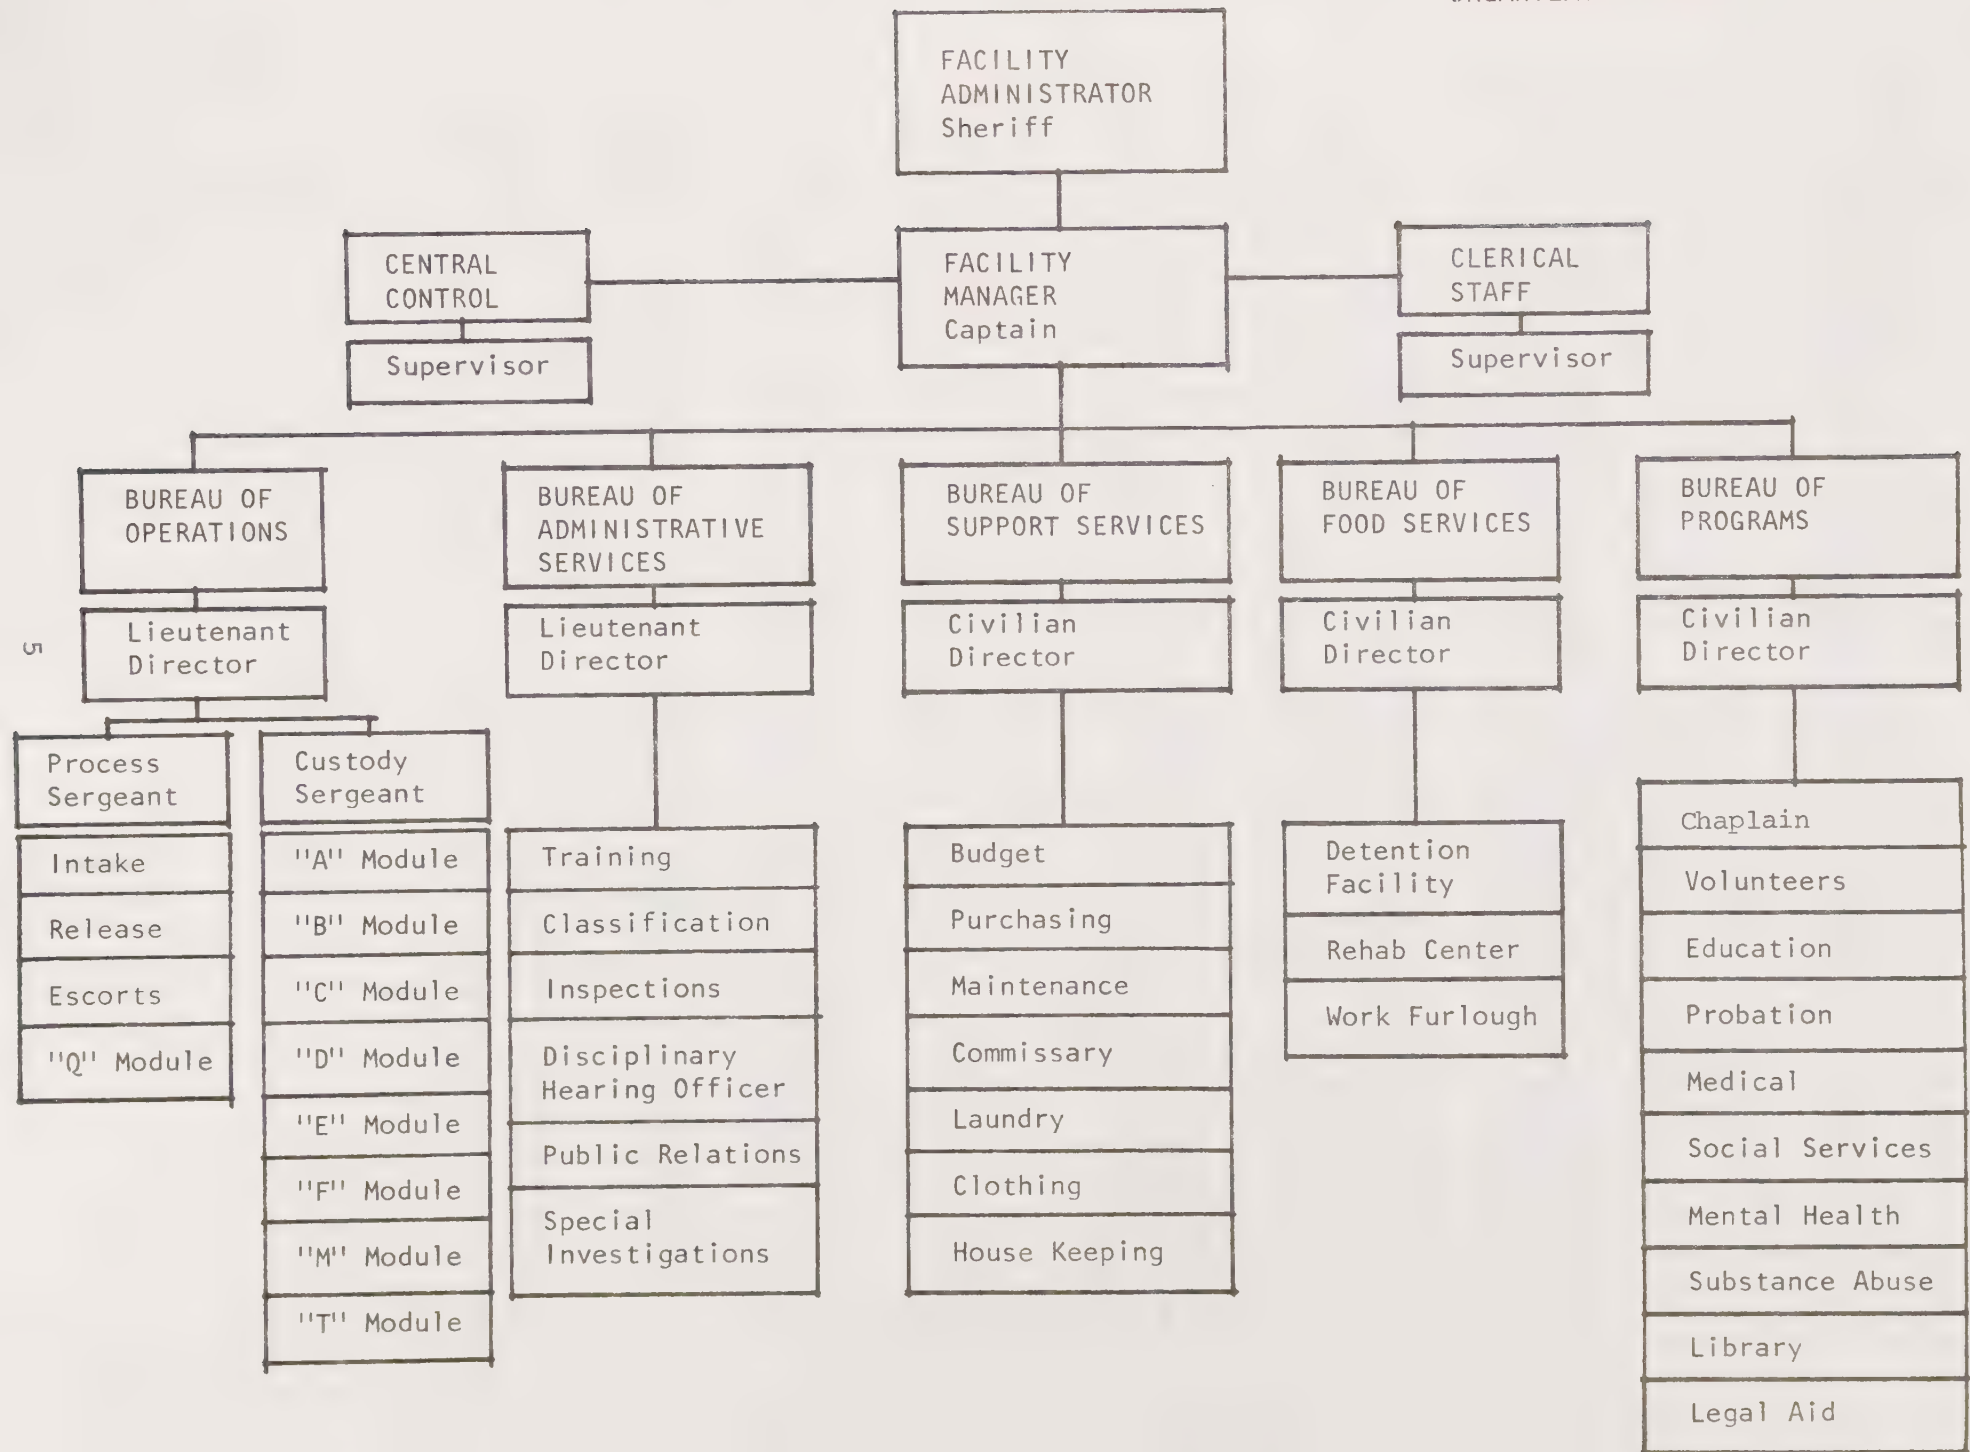 FACILITY
ADMINISTRATOR
Sheriff
CENTRAL
CONTROL
Supervisor
FACILITY
MANAGER
Captain
CLERICAL
STAFF
Supervisor
BUREAU OF
OPERATIONS
Lieutenant
Director
Process
Sergeant
Intake
Release
Escorts
"Q" Module
Custody
Sergeant
"A" Module
"B" Module
"C" Module
"D" Module
"E" Module
"F" Module
"M" Module
"T" Module
BUREAU OF
ADMINISTRATIVE
SERVICES
Lieutenant
Director
Training
Classification
Inspections
Disciplinary
Hearing Officer
Public Relations
Special
Investigations
BUREAU OF
SUPPORT SERVICES
Civilian
Director
Budget
Purchasing
Maintenance
Commissary
Laundry
Clothing
House Keeping
BUREAU OF
FOOD SERVICES
Civilian
Director
Detention
Facility
Rehab Center
Work Furlough
BUREAU OF
PROGRAMS
Civilian
Director
Chaplain
Volunteers
Education
Probation
Medical
Social Services
Mental Health
Substance Abuse
Library
Legal Aid
5